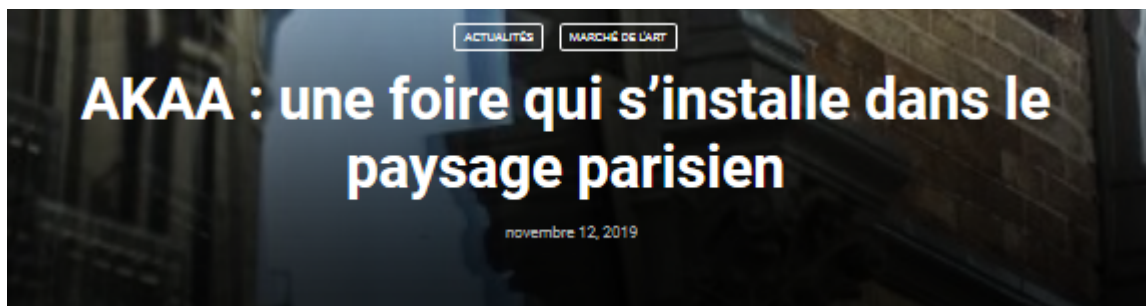 ACTUALITÉS MARCHÉ DE L'ART
AKAA : une foire qui s’installe dans le
paysage parisien
novembre 12, 2019